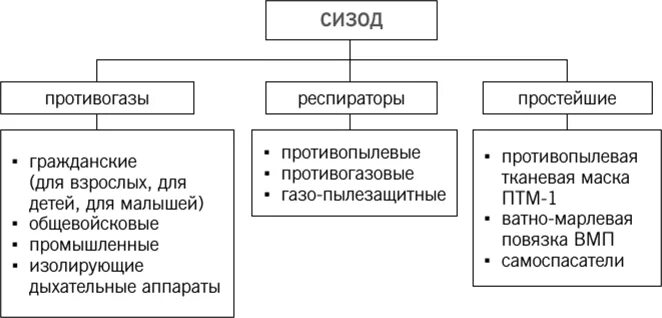 СИЗОД
противогазы
респираторы
простейшие
▪ гражданские
(для взрослых, для
детей, для малышей)
▪ общевойсковые
▪ промышленные
▪ изолирующие
дыхательные аппараты
▪ противопылевые
▪ противогазовые
▪ газо-пылезащитные
▪ противопылевая
тканевая маска
ПТМ-1
▪ ватно-марлевая
повязка ВМП
▪ самоспасатели